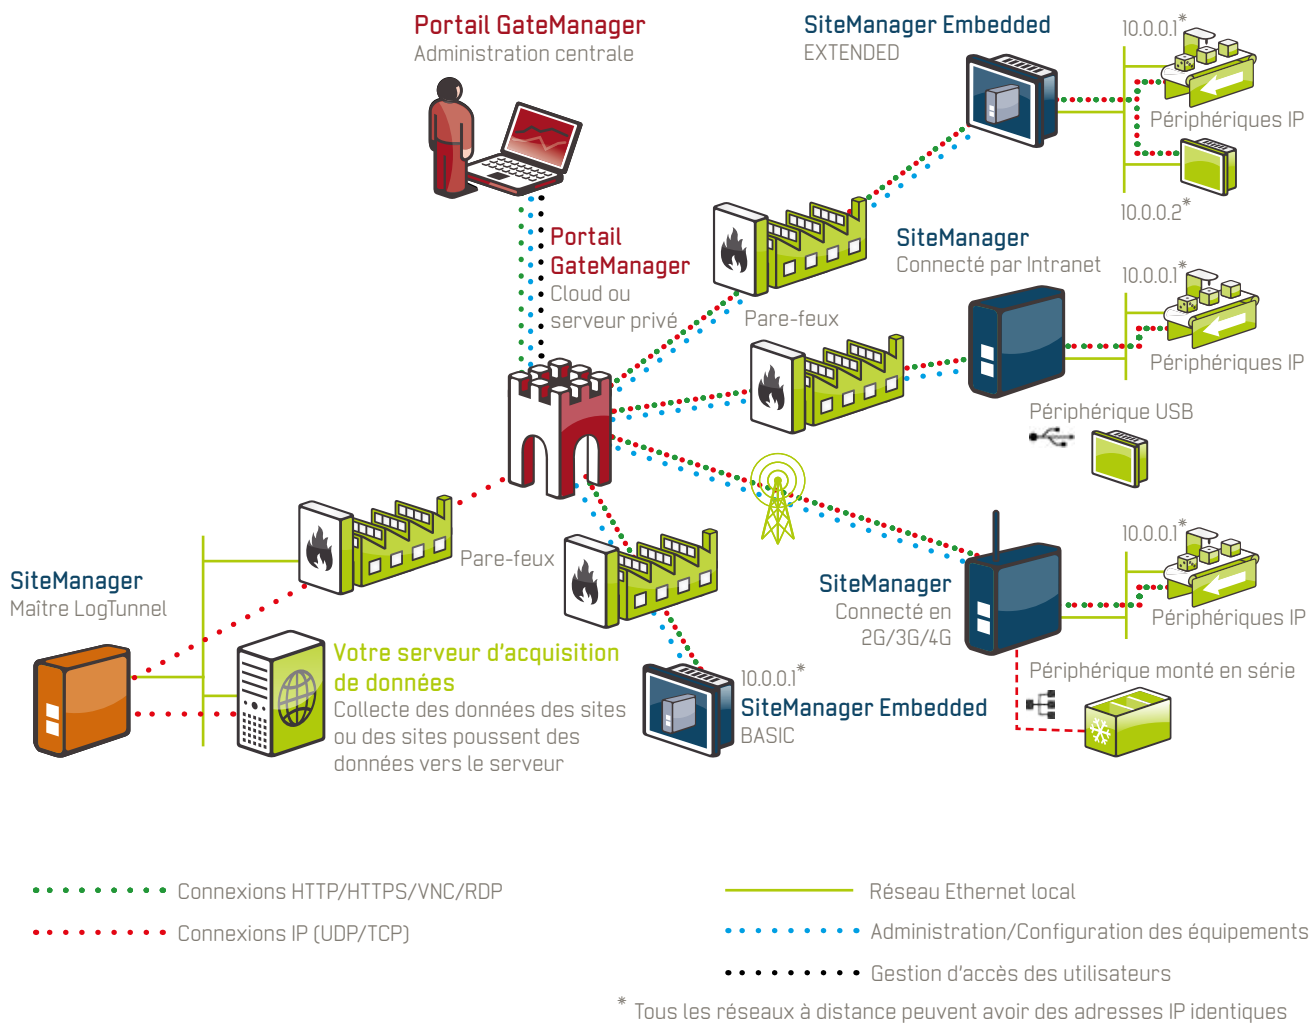 Portail GateManager
Administration centrale
SiteManager Embedded
EXTENDED
10.0.0.1*
Périphériques IP
10.0.0.2*
Portail
GateManager
Cloud ou
serveur privé
SiteManager
Connecté par Intranet
10.0.0.1*
Pare-feux
Périphériques IP
Périphérique USB
Pare-feux
SiteManager
Maître LogTunnel
SiteManager
Connecté en
2G/3G/4G
10.0.0.1*
Périphériques IP
Votre serveur d'acquisition
de données
Collecte des données des sites
ou des sites poussent des
données vers le serveur
10.0.0.1*
SiteManager Embedded
BASIC
Périphérique monté en série
Connexions HTTP/HTTPS/VNC/RDP
Connexions IP (UDP/TCP)
Réseau Ethernet local
Administration/Configuration des équipements
Gestion d'accès des utilisateurs
* Tous les réseaux à distance peuvent avoir des adresses IP identiques